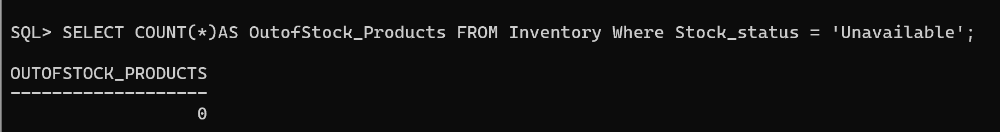 SQL> SELECT COUNT(*)AS OutofStock_Products FROM Inventory Where Stock_status = 'Unavailable';
OUTOFSTOCK_PRODUCTS
-------------------
0